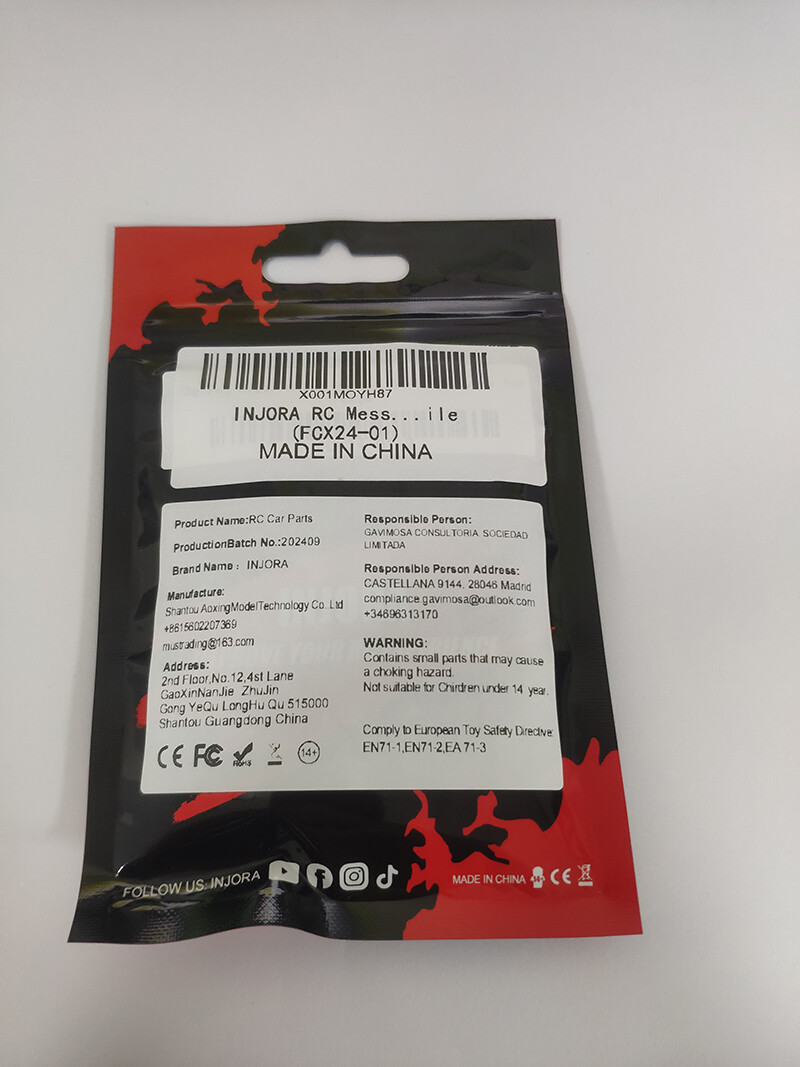 X001MOYH87
INJORA RC Mess...ile
(FCX24-01)
MADE IN CHINA
Product Name:RC Car Parts
ProductionBatch No.:202409
Brand Name： INJORA
Manufacture:
Shantou AoxingModelTechnology Co. Ltd
+8615602207369
mustrading@163.com
Address:
2nd Floor,No.12,4st Lane
GaoXinNanJie ZhuJin
Gong YeQu LongHu Qu 515000
Shantou Guangdong China
CE FC RoHS 14+
Responsible Person:
GAVIMOSA CONSULTORIA SOCIEDAD
LIMITADA
Responsible Person Address:
CASTELLANA 9144, 28046 Madrid
compliance.gavimosa@outlook.com
+34696313170
WARNING:
Contains small parts that may cause
a choking hazard.
Not suitable for Chirdren under 14 year.
Comply to European Toy Safety Directive:
EN71-1,EN71-2,EA 71-3
FOLLOW US: INJORA
MADE IN CHINA 14+ CE